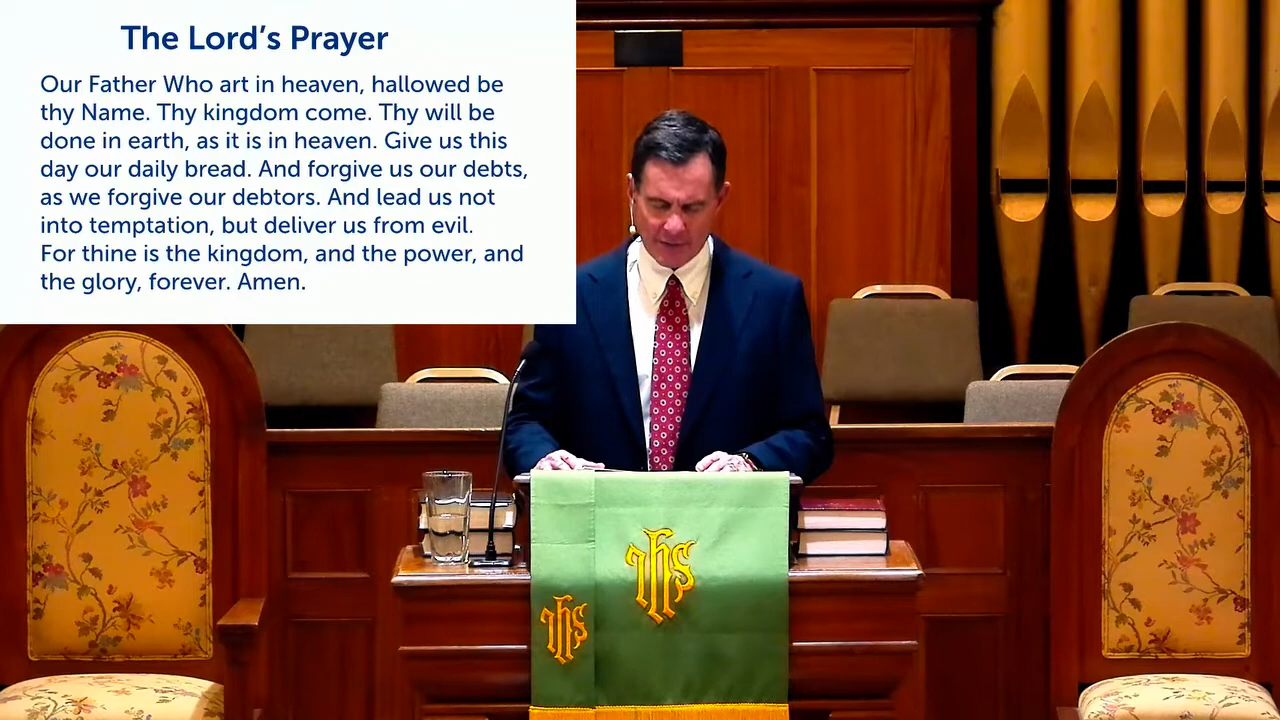 The Lord's Prayer
Our Father Who art in heaven, hallowed be
thy Name. Thy kingdom come. Thy will be
done in earth, as it is in heaven. Give us this
day our daily bread. And forgive us our debts,
as we forgive our debtors. And lead us not
into temptation, but deliver us from evil.
For thine is the kingdom, and the power, and
the glory, forever. Amen.
IHS
IHS